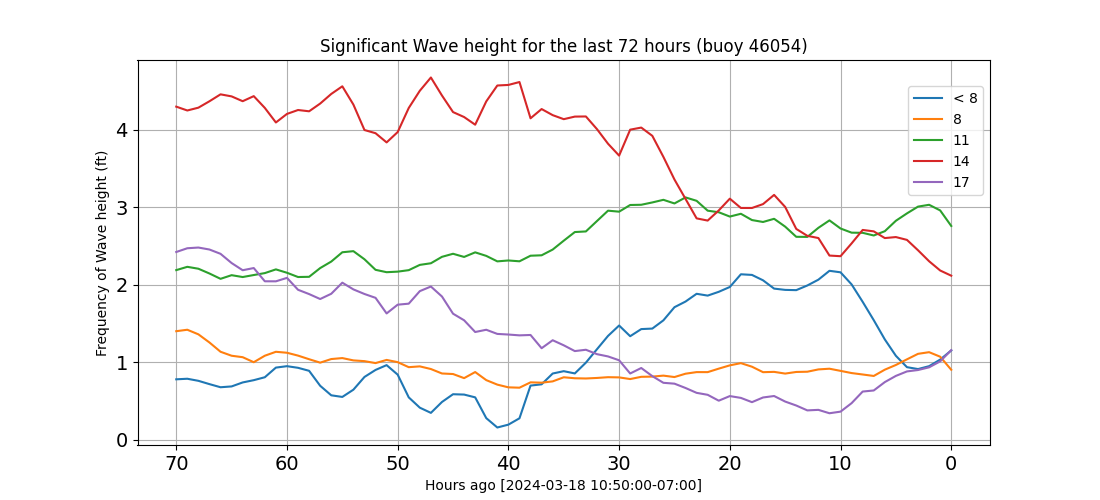 Significant Wave height for the last 72 hours (buoy 46054)
Frequency of Wave height (ft)
4
3
2
1
0
< 8
8
11
14
17
70 60 50 40 30 20 10 0
Hours ago [2024-03-18 10:50:00-07:00]